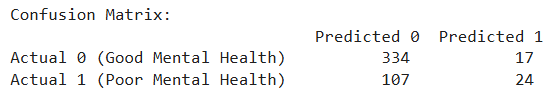 Confusion Matrix:
Predicted 0 Predicted 1
Actual 0 (Good Mental Health) 334 17
Actual 1 (Poor Mental Health) 107 24